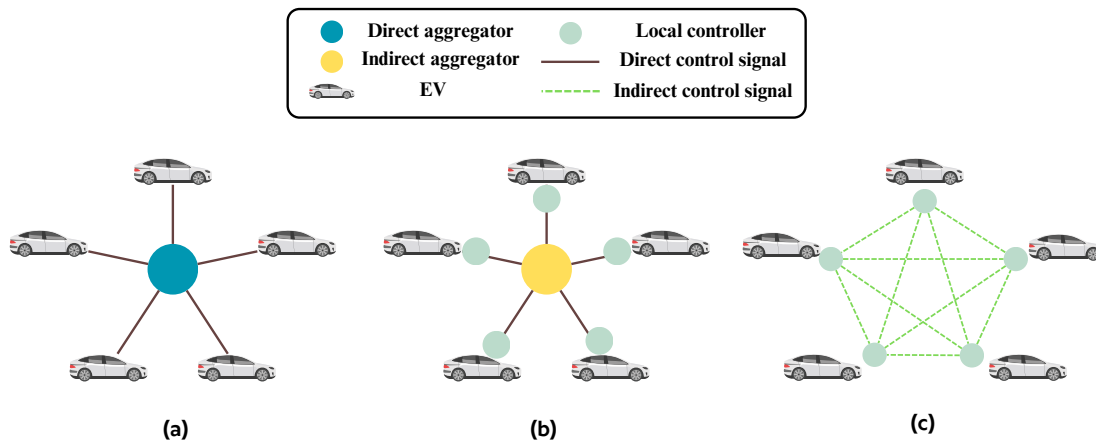 Direct aggregator
Local controller
Indirect aggregator
Direct control signal
EV
Indirect control signal
(a)
(b)
(c)